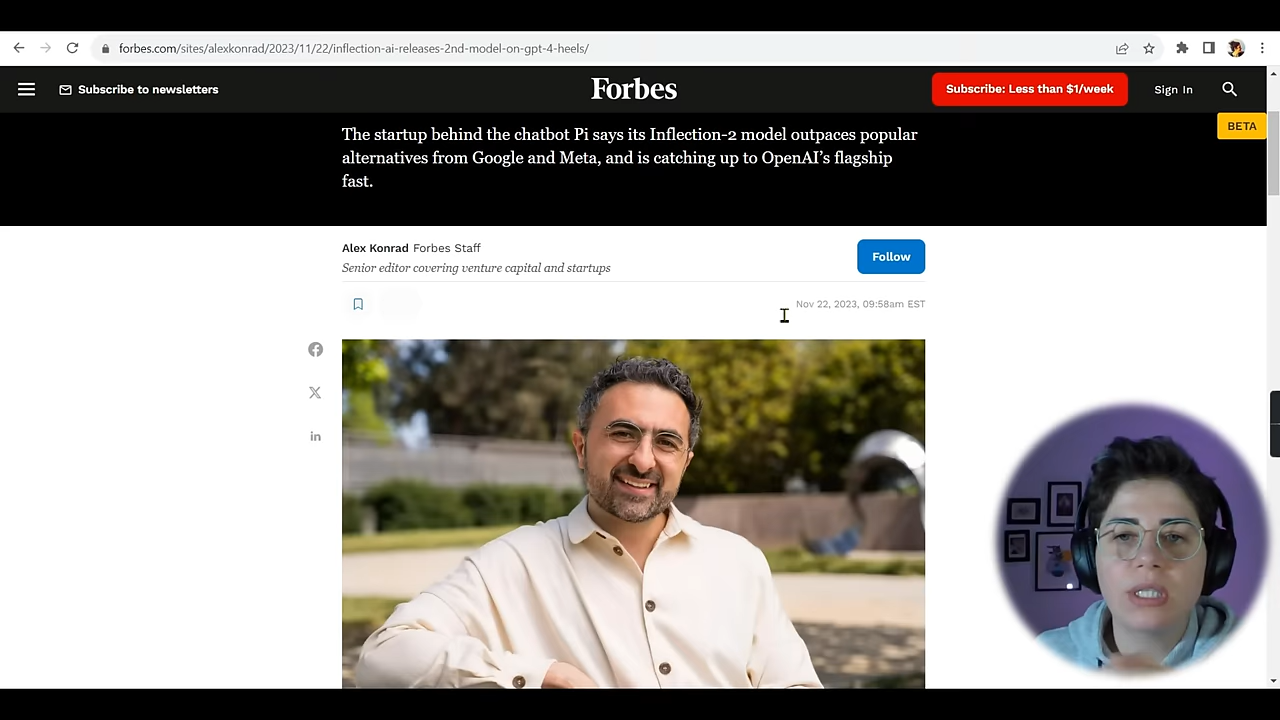 forbes.com/sites/alexkonrad/2023/11/22/inflection-ai-releases-2nd-model-on-gpt-4-heels/
Subscribe to newsletters
Forbes
Subscribe: Less than $1/week
Sign In
BETA
The startup behind the chatbot Pi says its Inflection-2 model outpaces popular
alternatives from Google and Meta, and is catching up to OpenAI’s flagship
fast.
Alex Konrad Forbes Staff
Senior editor covering venture capital and startups
Follow
Nov 22, 2023, 09:58am EST